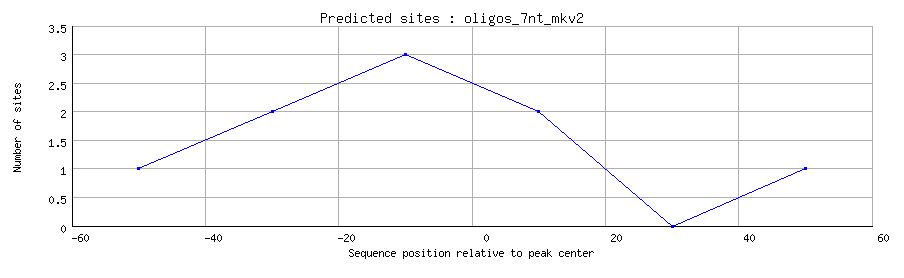 Predicted sites : oligos_7nt_mkv2
3.5
3
2.5
2
1.5
1
0.5
0
Number of sites
-60 -40 -20 0 20 40 60
Sequence position relative to peak center